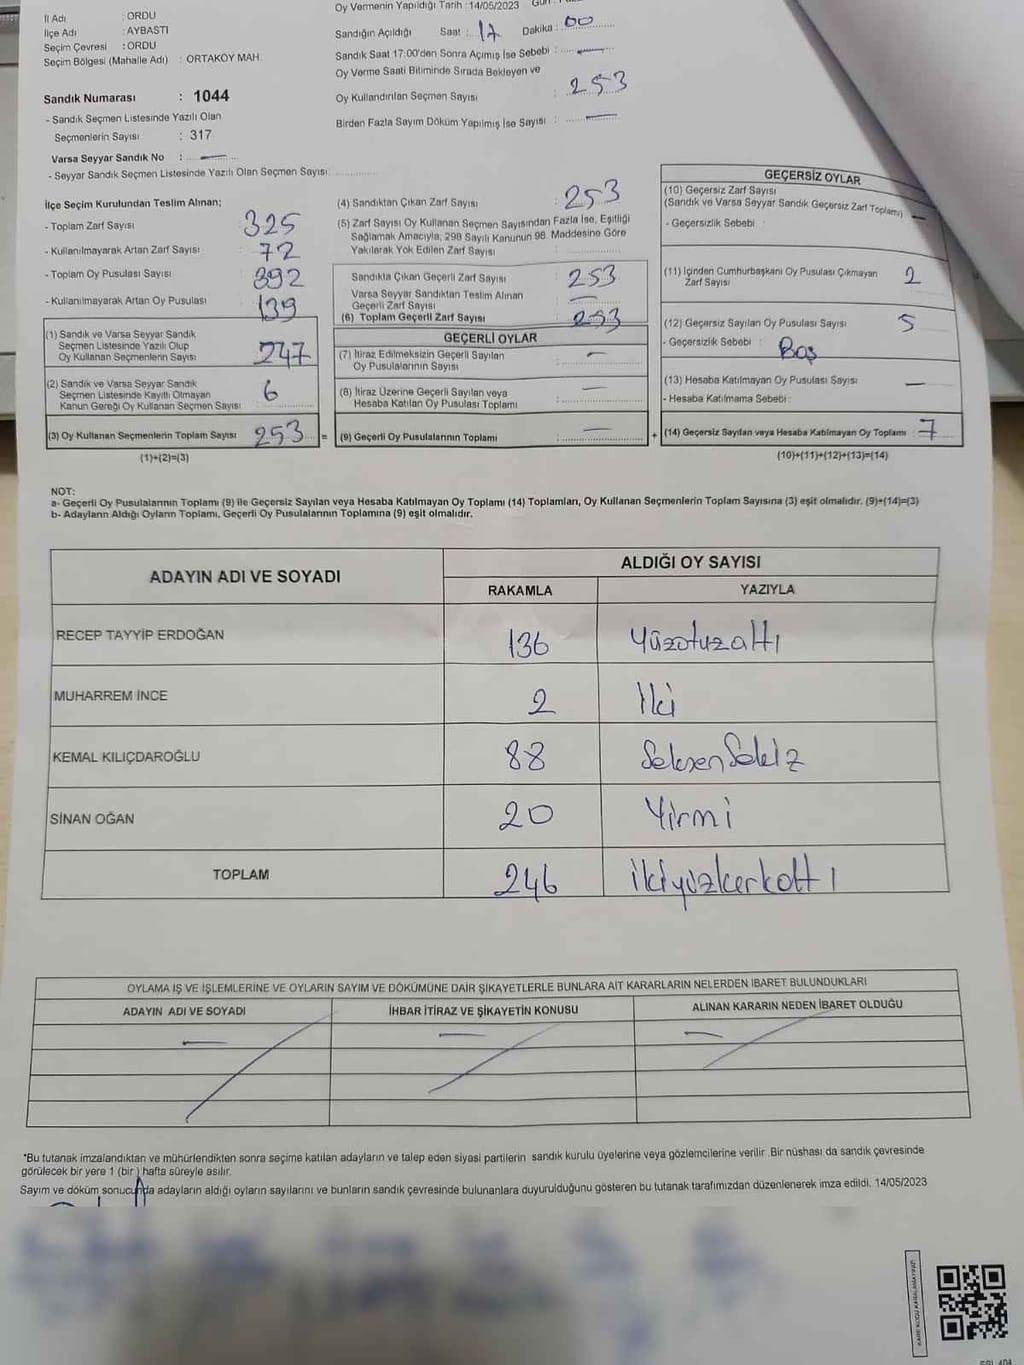 Oy Vermenin Yapıldığı Tarih : 14/05/2023 Gün
İl Adı : ORDU
İlçe Adı : AYBASTI
Seçim Çevresi : ORDU
Seçim Bölgesi (Mahalle Adı) : ORTAKÖY MAH.
Sandık Numarası : 1044
- Sandık Seçmen Listesinde Yazılı Olan
Seçmenlerin Sayısı : 317
Varsa Seyyar Sandık No : —
- Seyyar Sandık Seçmen Listesinde Yazılı Olan Seçmen Sayısı:
Sandığın Açıldığı Saat : 17 Dakika : 00
Sandık Saat 17:00'den Sonra Açımış İse Sebebi : —
Oy Verme Saati Bitiminde Sırada Bekleyen ve
Oy Kullandırılan Seçmen Sayısı : 253
Birden Fazla Sayım Döküm Yapılmış İse Sayısı : —
İlçe Seçim Kurulundan Teslim Alınan;
- Toplam Zarf Sayısı : 325
- Kullanılmayarak Artan Zarf Sayısı : 72
- Toplam Oy Pusulası Sayısı : 392
- Kullanılmayarak Artan Oy Pusulası : 139
(1) Sandık ve Varsa Seyyar Sandık
Seçmen Listesinde Yazılı Olup
Oy Kullanan Seçmenlerin Sayısı : 247
(2) Sandık ve Varsa Seyyar Sandık
Seçmen Listesinde Kayıtlı Olmayan
Kanun Gereği Oy Kullanan Seçmen Sayısı : 6
(3) Oy Kullanan Seçmenlerin Toplam Sayısı 253 =
(1)+(2)=(3)
(4) Sandıktan Çıkan Zarf Sayısı : 253
(5) Zarf Sayısı Oy Kullanan Seçmen Sayısından Fazla İse, Eşitliği
Sağlamak Amacıyla, 298 Sayılı Kanunun 98. Maddesine Göre
Yakılarak Yok Edilen Zarf Sayısı
Sandıkta Çıkan Geçerli Zarf Sayısı : 253
Varsa Seyyar Sandıktan Teslim Alınan
Geçerli Zarf Sayısı : —
(6) Toplam Geçerli Zarf Sayısı : 253
GEÇERLİ OYLAR
(7) İtiraz Edilmeksizin Geçerli Sayılan
Oy Pusulalarının Sayısı : —
(8) İtiraz Üzerine Geçerli Sayılan veya
Hesaba Katılan Oy Pusulası Toplamı : —
(9) Geçerli Oy Pusulalarının Toplamı : — +
GEÇERSİZ OYLAR
(10) Geçersiz Zarf Sayısı
(Sandık ve Varsa Seyyar Sandık Geçersiz Zarf Toplamı) —
- Geçersizlik Sebebi :
(11) İçinden Cumhurbaşkanı Oy Pusulası Çıkmayan
Zarf Sayısı 2
(12) Geçersiz Sayılan Oy Pusulası Sayısı : 5
- Geçersizlik Sebebi : Boş
(13) Hesaba Katılmayan Oy Pusulası Sayısı : —
- Hesaba Katılmama Sebebi :
(14) Geçersiz Sayılan veya Hesaba Katılmayan Oy Toplamı : 7
(10)+(11)+(12)+(13)=(14)
NOT:
a- Geçerli Oy Pusulalarının Toplamı (9) ile Geçersiz Sayılan veya Hesaba Katılmayan Oy Toplamı (14) Toplamları, Oy Kullanan Seçmenlerin Toplam Sayısına (3) eşit olmalıdır. (9)+(14)=(3)
b- Adayların Aldığı Oyların Toplamı, Geçerli Oy Pusulalarının Toplamına (9) eşit olmalıdır.
ADAYIN ADI VE SOYADI ALDIĞI OY SAYISI
RAKAMLA YAZIYLA
RECEP TAYYİP ERDOĞAN 136 Yüzotuzaltı
MUHARREM İNCE 2 İki
KEMAL KILIÇDAROĞLU 88 SeksenSekiz
SİNAN OĞAN 20 Yirmi
TOPLAM 246 ikiyüzkerkaltı
OYLAMA İŞ VE İŞLEMLERİNE VE OYLARIN SAYIM VE DÖKÜMÜNE DAİR ŞİKAYETLERLE BUNLARA AİT KARARLARIN NELERDEN İBARET BULUNDUKLARI
ADAYIN ADI VE SOYADI İHBAR İTİRAZ VE ŞİKAYETİN KONUSU ALINAN KARARIN NEDEN İBARET OLDUĞU
— — —
*Bu tutanak imzalandıktan ve mühürlendikten sonra seçime katılan adayların ve talep eden siyasi partilerin sandık kurulu üyelerine veya gözlemcilerine verilir .Bir nüshası da sandık çevresinde
görülecek bir yere 1 (bir ) hafta süreyle asılır.
Sayım ve döküm sonucunda adayların aldığı oyların sayılarını ve bunların sandık çevresinde bulunanlara duyurulduğunu gösteren bu tutanak tarafımızdan düzenlenerek imza edildi. 14/05/2023